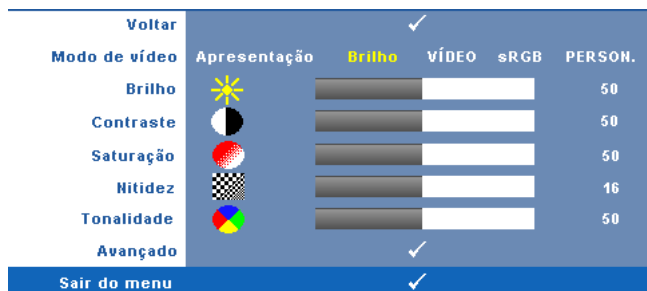 Voltar
Modo de vídeo Apresentação Brilho VÍDEO sRGB PERSON.
Brilho 50
Contraste 50
Saturação 50
Nitidez 16
Tonalidade 50
Avançado
Sair do menu